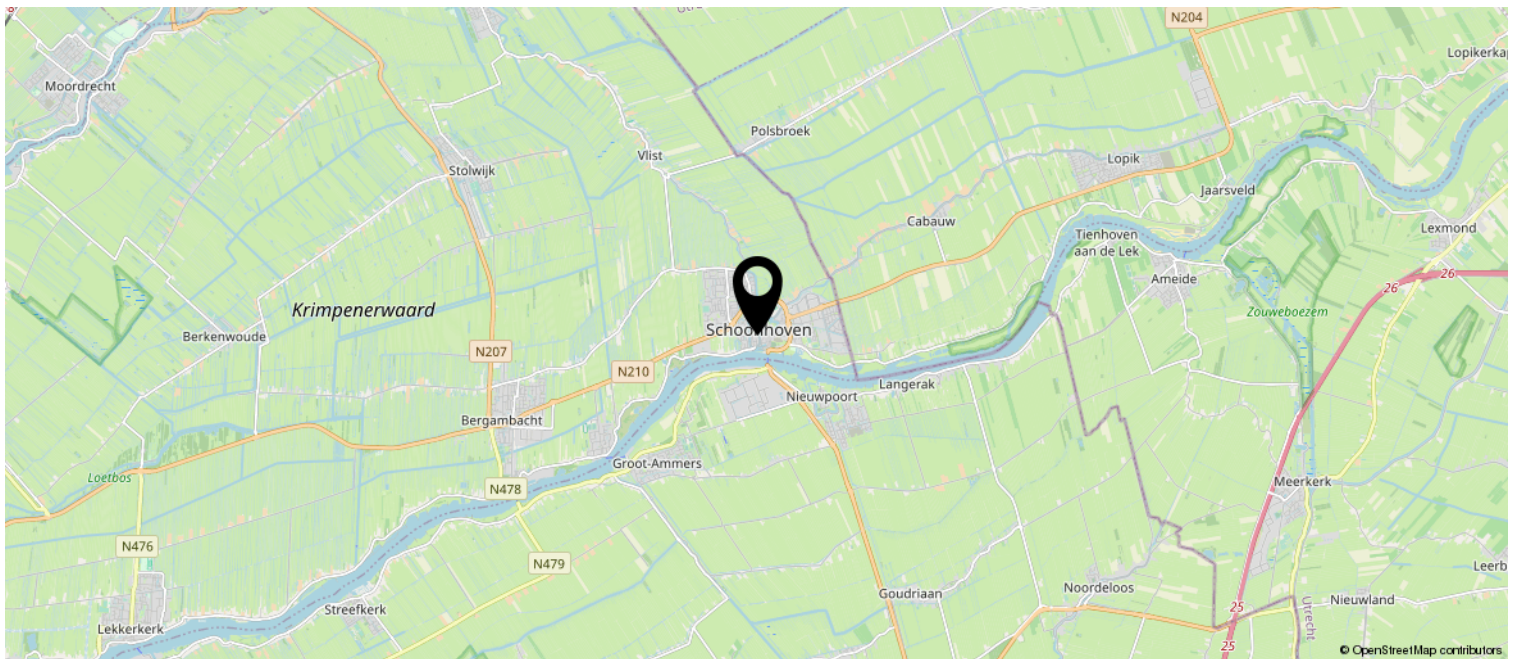 N204
Lopikerka
Moordrecht
Polsbroek
Vlist
Lopik
Stolwijk
Jaarsveld
Cabauw
Lexmond
Tienhoven
aan de Lek
Ameide
26
26
Krimpenerwaard
Zouweboezem
Berkenwoude
Schoonhoven
N207
N210
Langerak
Nieuwpoort
Bergambacht
Groot-Ammers
Loetbos
Meerkerk
N478
N476
N479
Leerb
Noordeloos
Goudriaan
Nieuwland
Streefkerk
25
Utrecht
Lekkerkerk
25
© OpenStreetMap contributors